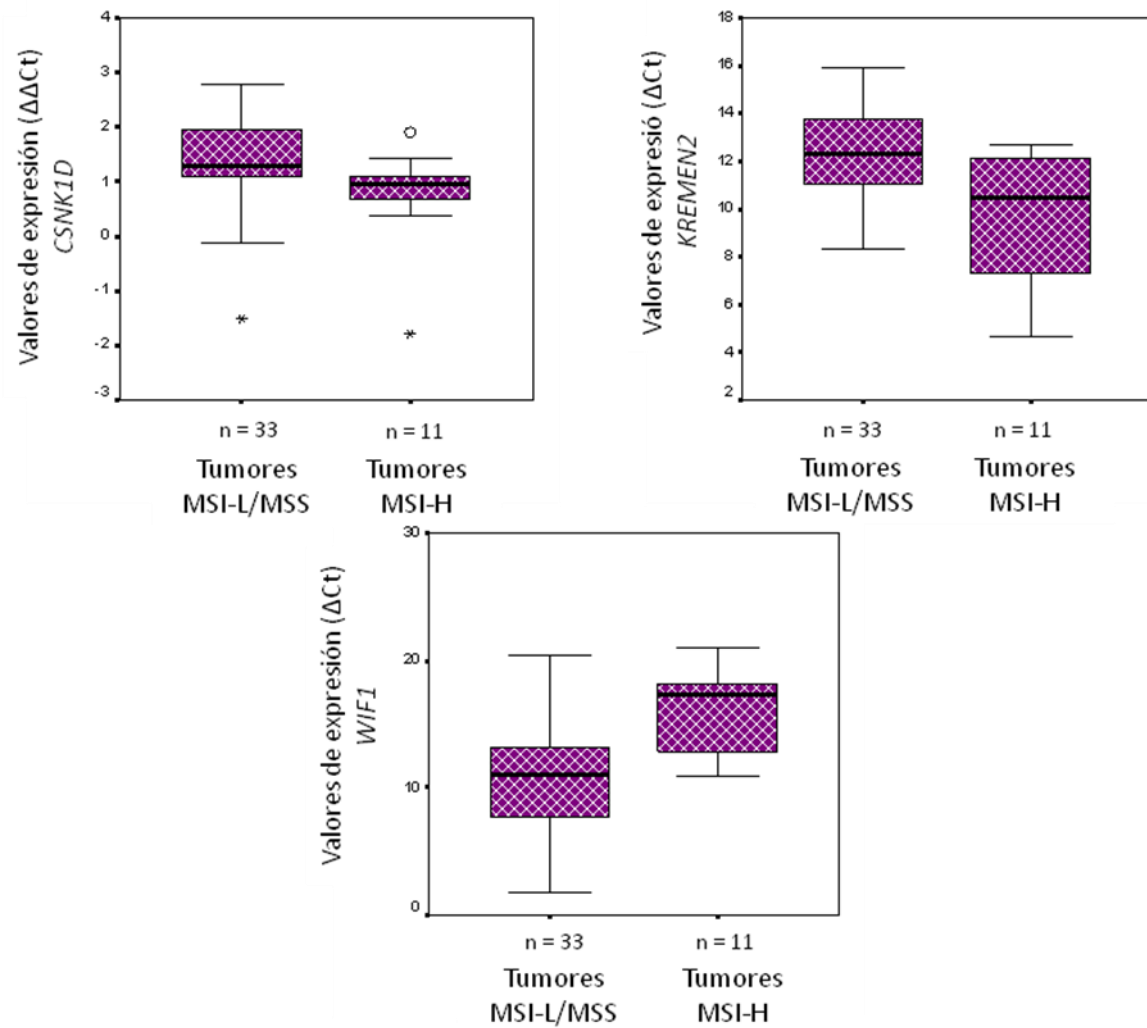 Valores de expresión (ΔΔCt)
CSNK1D
4
3
2
1
0
-1
-2
-3
n = 33
Tumores
MSI-L/MSS
n = 11
Tumores
MSI-H
Valores de expresió (ΔCt)
KREMEN2
18
16
14
12
10
8
6
4
2
n = 33
Tumores
MSI-L/MSS
n = 11
Tumores
MSI-H
Valores de expresión (ΔCt)
WIF1
30
20
10
0
n = 33
Tumores
MSI-L/MSS
n = 11
Tumores
MSI-H